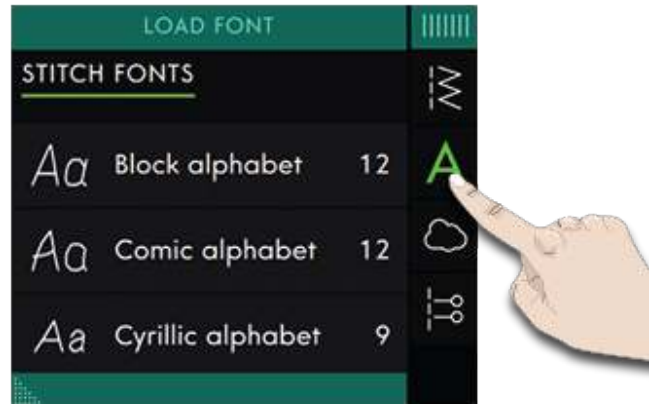 LOAD FONT
STITCH FONTS
Aa Block alphabet 12
A
Aa Comic alphabet 12
Aa Cyrillic alphabet 9